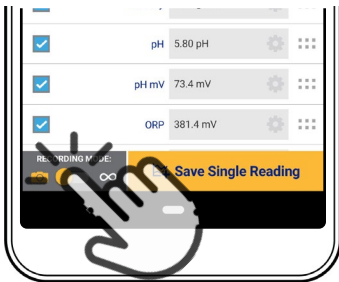 pH 5.80 pH
pH mV 73.4 mV
ORP 381.4 mV
RECORDING MODE:
Save Single Reading